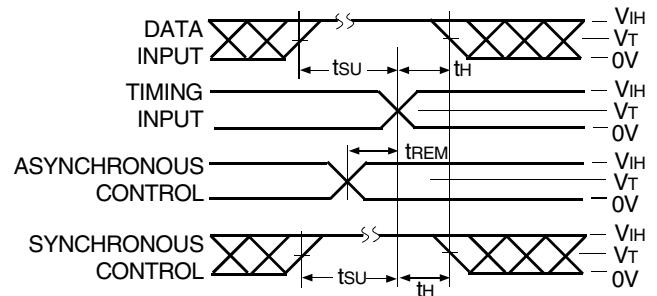 DATA
INPUT
tSU
tH
VIH
VT
0V
TIMING
INPUT
tREM
VIH
VT
0V
ASYNCHRONOUS
CONTROL
VIH
VT
0V
SYNCHRONOUS
CONTROL
tSU
tH
VIH
VT
0V